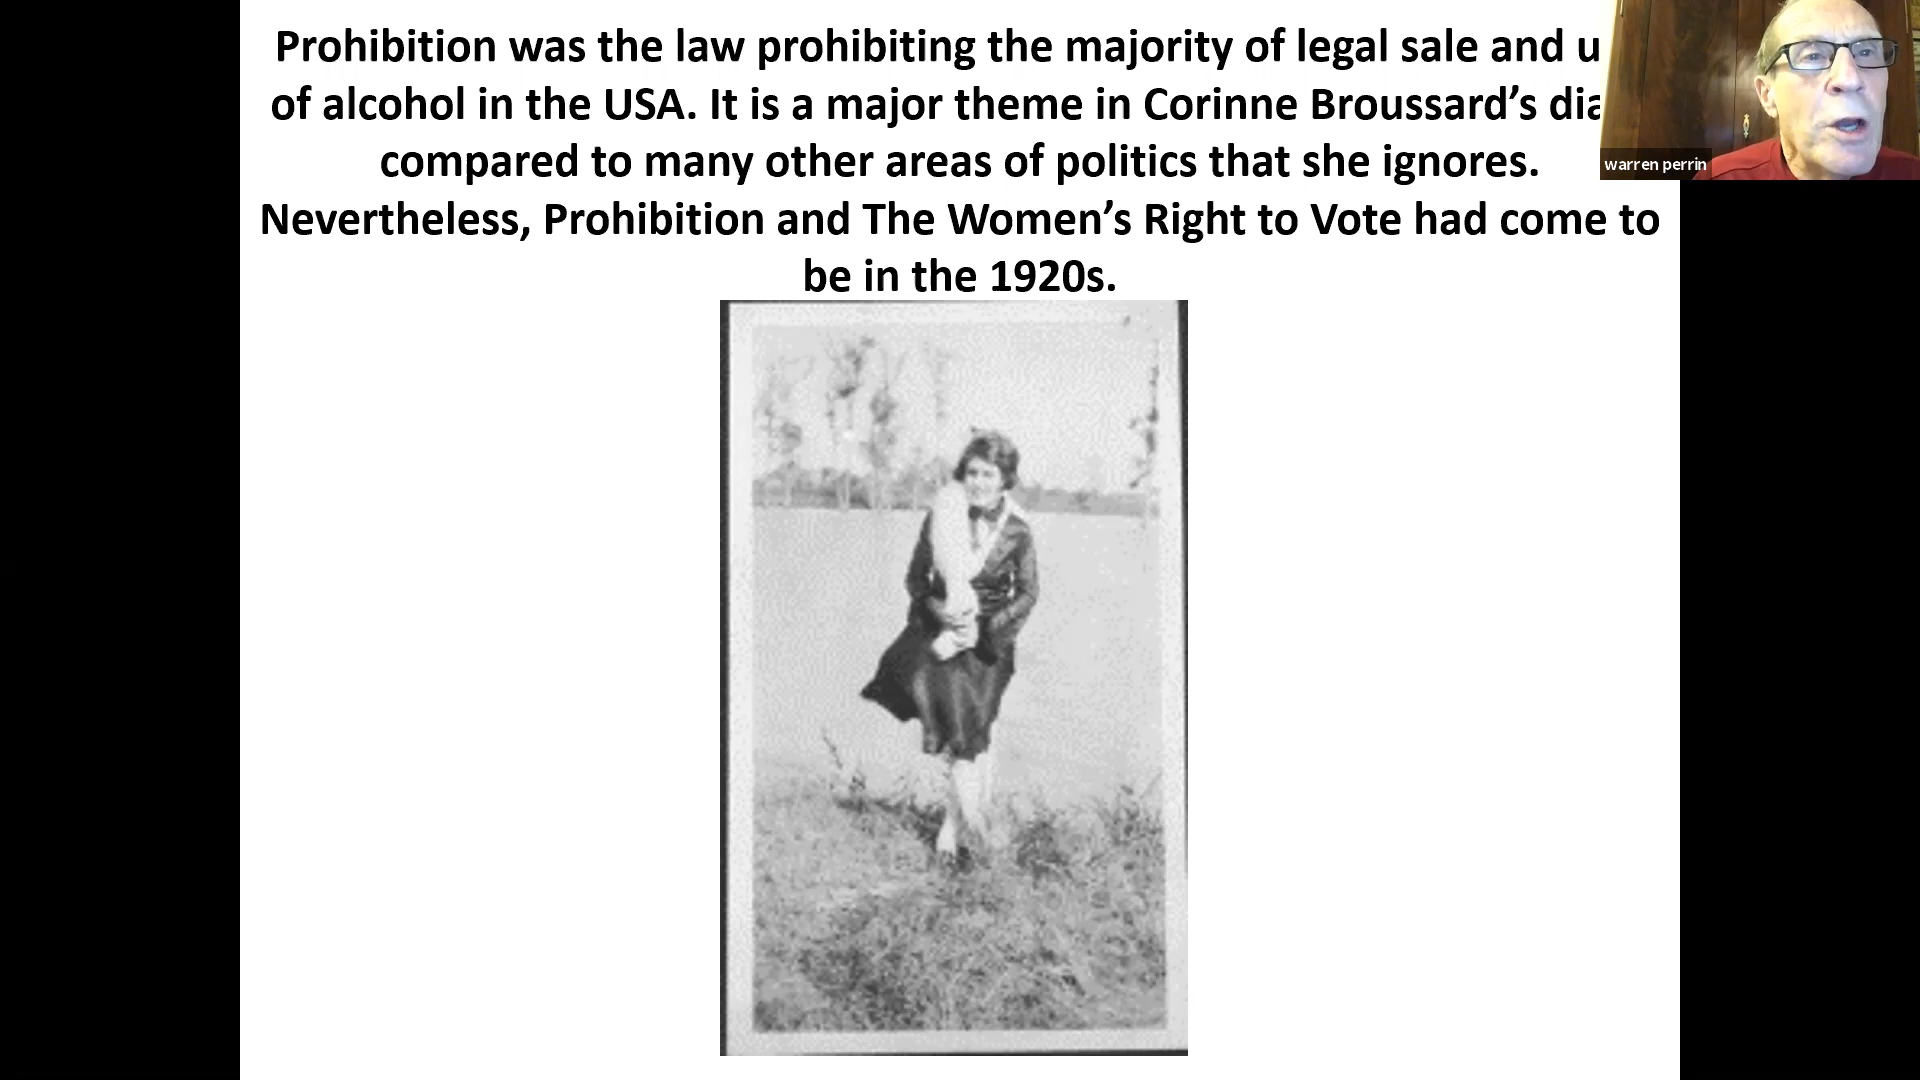 Prohibition was the law prohibiting the majority of legal sale and
of alcohol in the USA. It is a major theme in Corinne Broussard’s
compared to many other areas of politics that she ignores.
warren perrin
Nevertheless, Prohibition and The Women’s Right to Vote had come to
be in the 1920s.